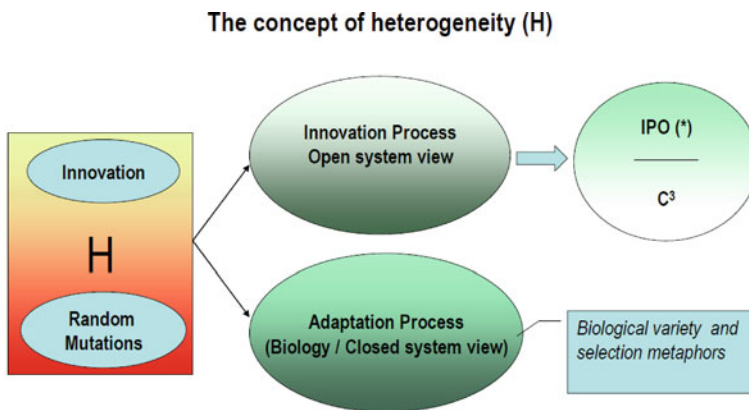 The concept of heterogeneity (H)
Innovation
H
Random
Mutations
Innovation Process
Open system view
IPO (*)
C³
Adaptation Process
(Biology / Closed system view)
Biological variety and
selection metaphors